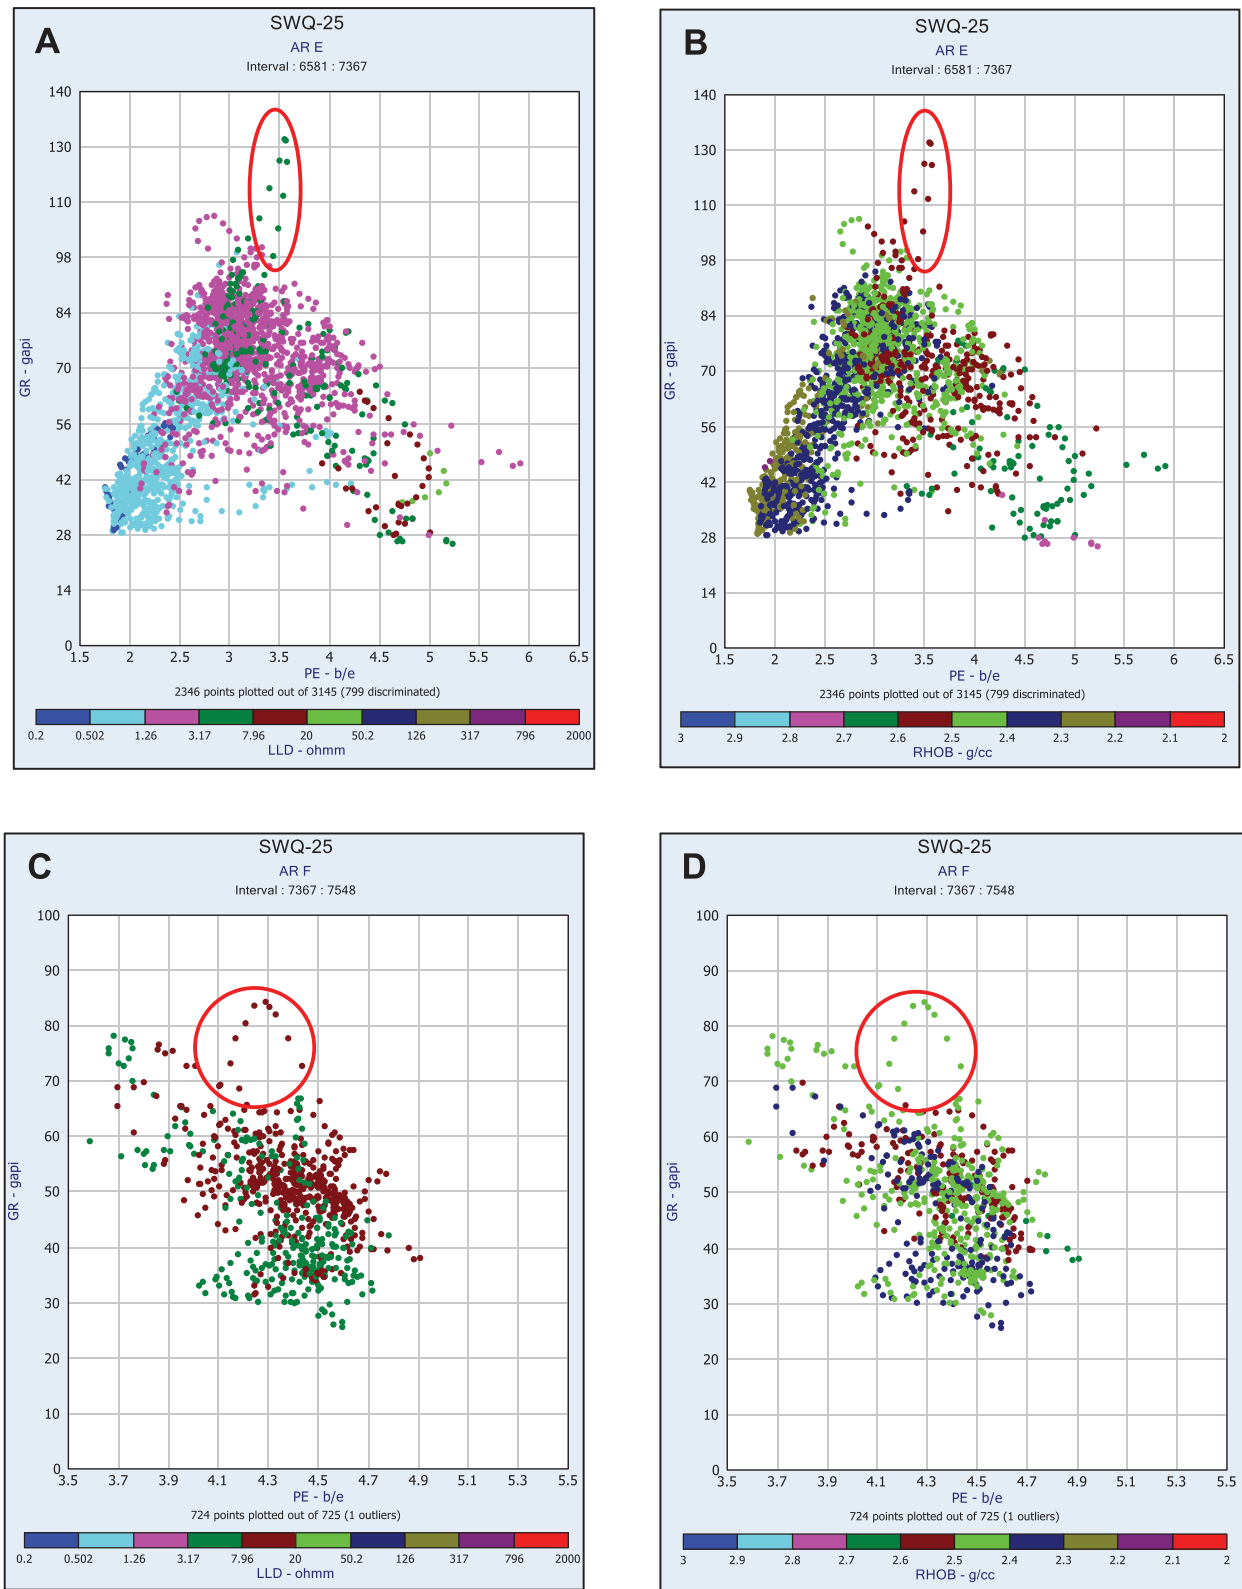 A
SWQ-25
AR E
Interval : 6581 : 7367
140
130
110
98
84
70
56
42
28
14
0
GR - gapi
1.5 2 2.5 3 3.5 4 4.5 5 5.5 6 6.5
PE - b/e
2346 points plotted out of 3145 (799 discriminated)
0.2 0.502 1.26 3.17 7.96 20 50.2 126 317 796 2000
LLD - ohmm
B
SWQ-25
AR E
Interval : 6581 : 7367
140
130
110
98
84
70
56
42
28
14
0
GR - gapi
1.5 2 2.5 3 3.5 4 4.5 5 5.5 6 6.5
PE - b/e
2346 points plotted out of 3145 (799 discriminated)
3 2.9 2.8 2.7 2.6 2.5 2.4 2.3 2.2 2.1 2
RHOB - g/cc
C
SWQ-25
AR F
Interval : 7367 : 7548
100
90
80
70
60
50
40
30
20
10
0
GR - gapi
3.5 3.7 3.9 4.1 4.3 4.5 4.7 4.9 5.1 5.3 5.5
PE - b/e
724 points plotted out of 725 (1 outliers)
0.2 0.502 1.26 3.17 7.96 20 50.2 126 317 796 2000
LLD - ohmm
D
SWQ-25
AR F
Interval : 7367 : 7548
100
90
80
70
60
50
40
30
20
10
0
GR - gapi
3.5 3.7 3.9 4.1 4.3 4.5 4.7 4.9 5.1 5.3 5.5
PE - b/e
724 points plotted out of 725 (1 outliers)
3 2.9 2.8 2.7 2.6 2.5 2.4 2.3 2.2 2.1 2
RHOB - g/cc